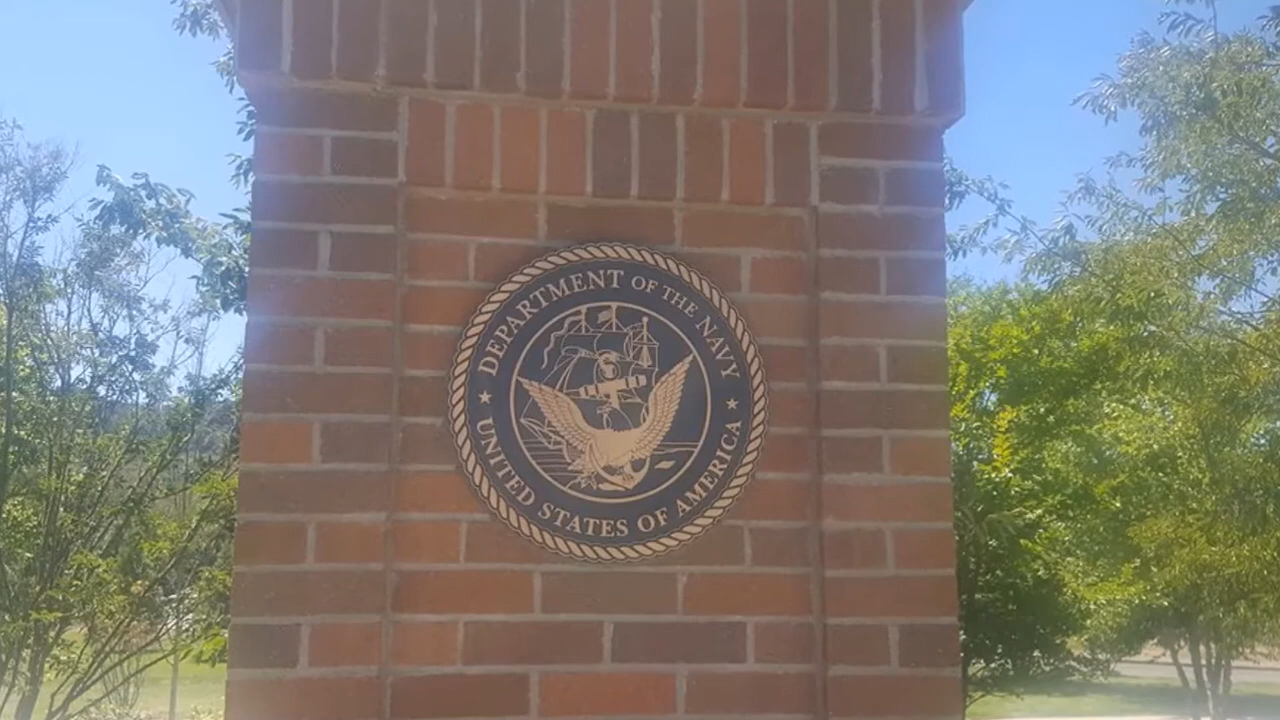 DEPARTMENT OF THE NAVY
UNITED STATES OF AMERICA